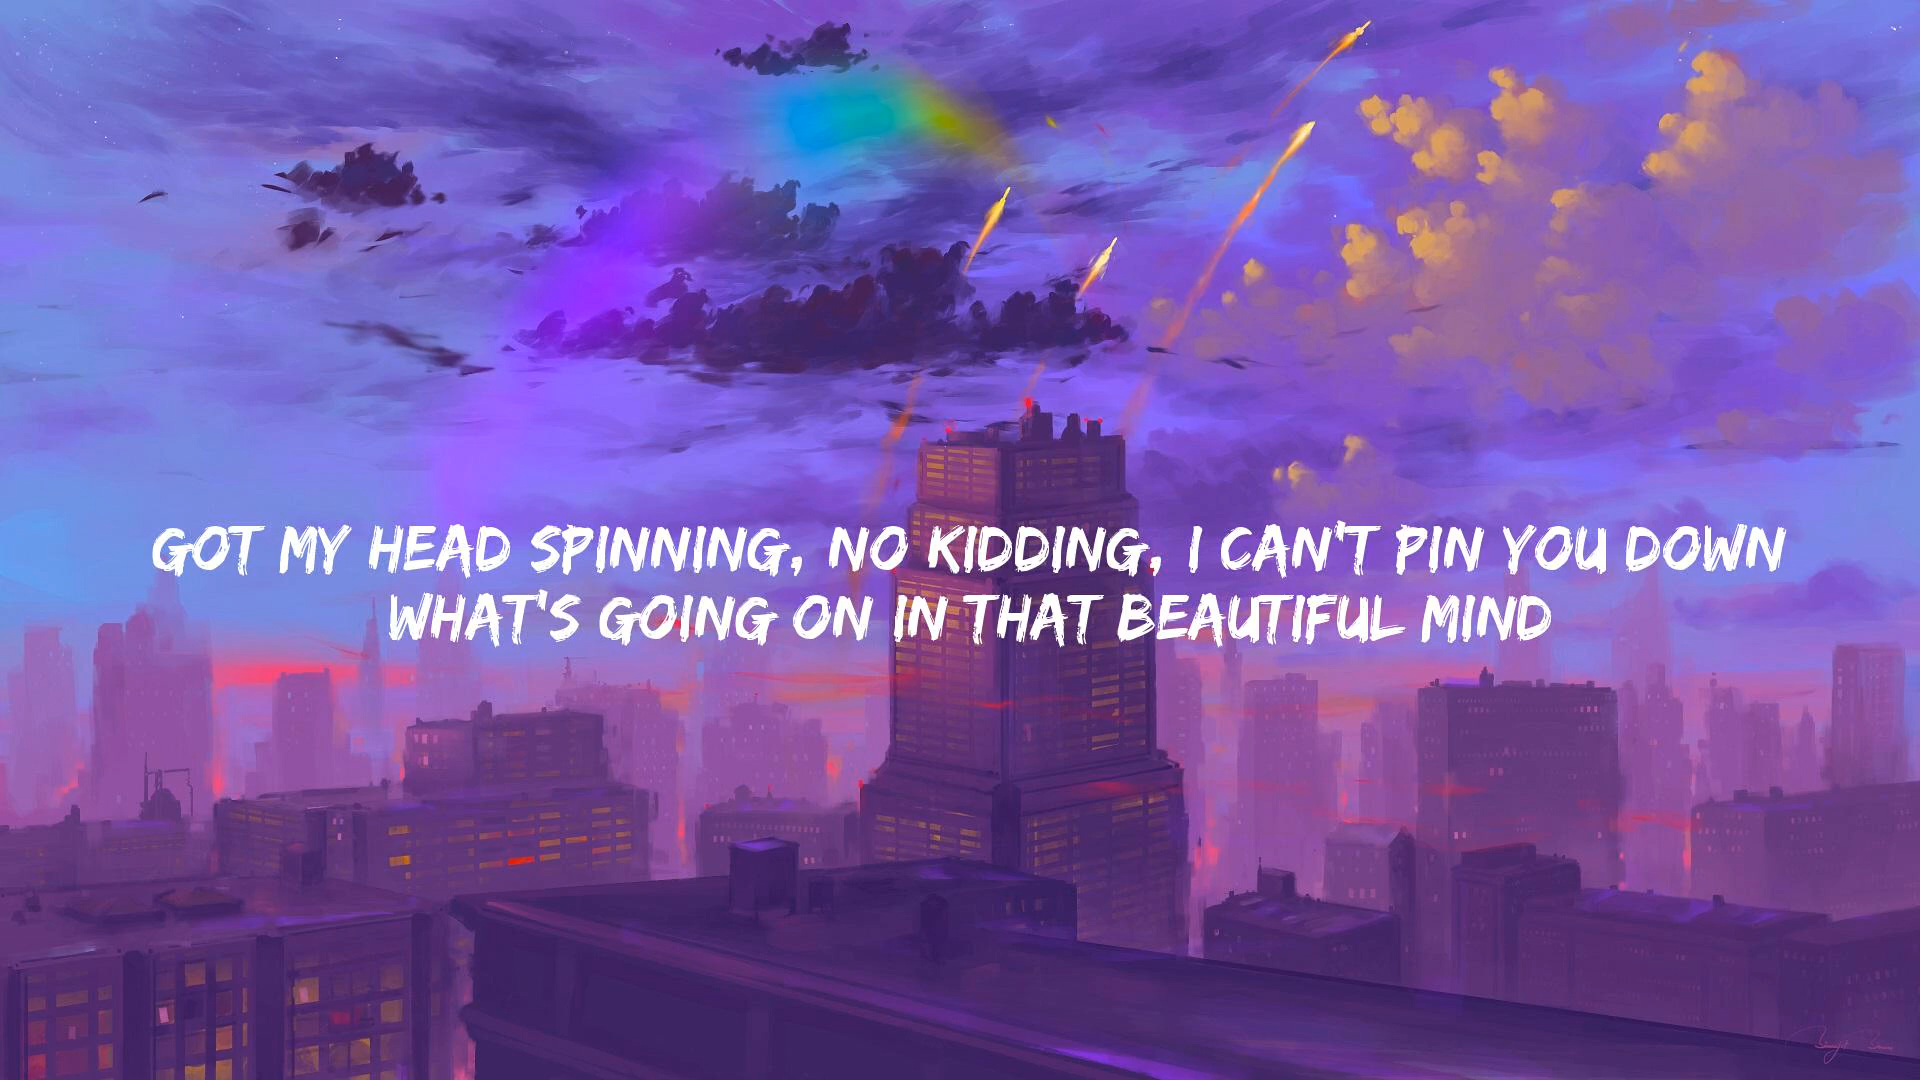 GOT MY HEAD SPINNING, NO KIDDING, I CAN'T PIN YOU DOWN
WHAT'S GOING ON IN THAT BEAUTIFUL MIND